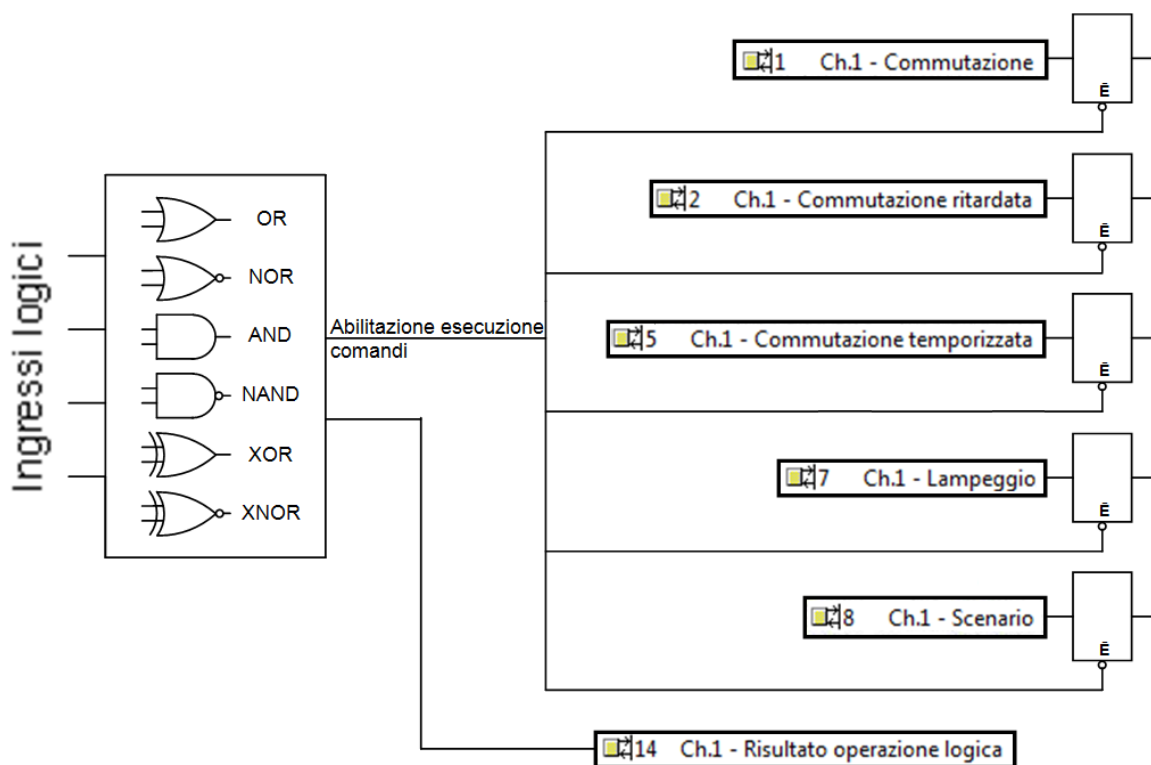 Ingressi logici
OR
NOR
AND
NAND
XOR
XNOR
Abilitazione esecuzione
comandi
1 Ch.1 - Commutazione
Ē
2 Ch.1 - Commutazione ritardata
Ē
5 Ch.1 - Commutazione temporizzata
Ē
7 Ch.1 - Lampeggio
Ē
8 Ch.1 - Scenario
Ē
14 Ch.1 - Risultato operazione logica